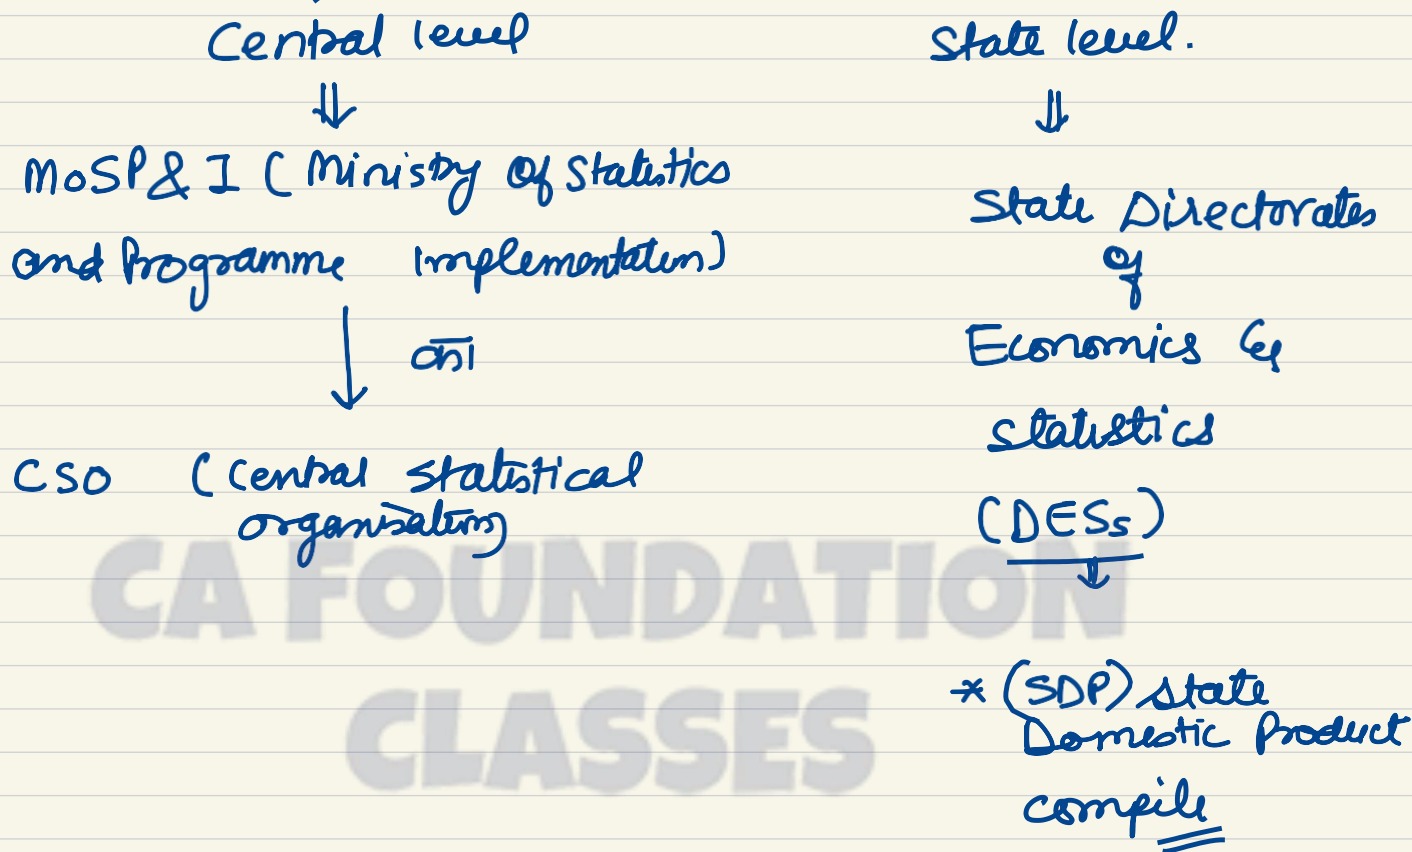 Central level
State level.
MoSP & I ( Ministry Of Statistics
and Programme Implementation)
State Directorates
of
Economics &
Statistics
(DESs)
CSO (Central Statistical
organisation)
* (SDP) State
Domestic Product
compile
CA FOUNDATION
CLASSES